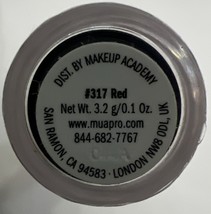 DIST. BY MAKEUP ACADEMY
#317 Red
Net Wt. 3.2 g/0.1 Oz.
www.muapro.com
844-682-7767
SAN RAMON, CA 94583 - LONDON NW8 0DL, UK